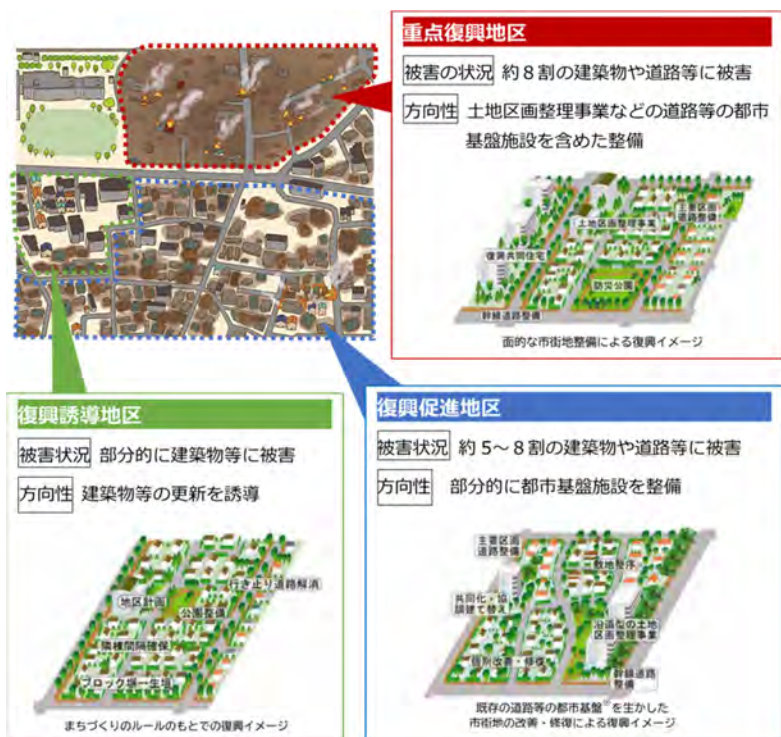 重点復興地区
被害の状況 約８割の建築物や道路等に被害
方向性 土地区画整理事業などの道路等の都市
基盤施設を含めた整備
主要区画
道路整備
土地区画整理事業
復興共同住宅
防災公園
幹線道路整備
面的な市街地整備による復興イメージ
復興誘導地区
被害状況 部分的に建築物等に被害
方向性 建築物等の更新を誘導
行き止り道路解消
地区計画
公園整備
隣棟間隔確保
ブロック塀→生垣
まちづくりのルールのもとでの復興イメージ
復興促進地区
被害状況 約５～８割の建築物や道路等に被害
方向性 部分的に都市基盤施設を整備
主要区画
道路整備
敷地整序
共同化・協
調建て替え
沿道型の土地
区画整理事業
個別改善・修復
幹線道路
整備
既存の道路等の都市基盤※を生かした
市街地の改善・修復による復興イメージ